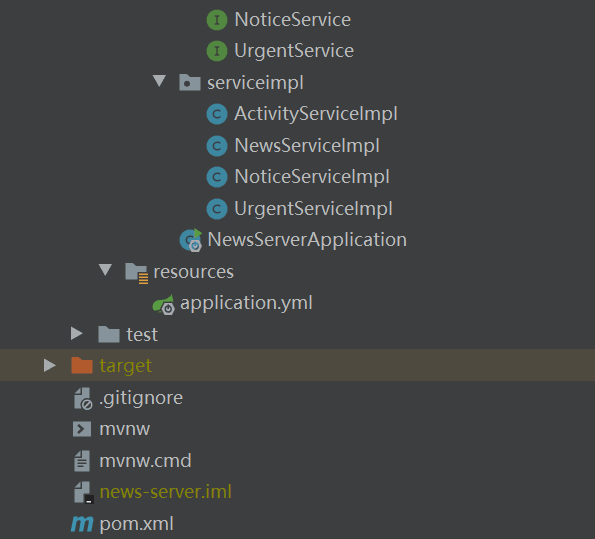 NoticeService
UrgentService
serviceimpl
ActivityServiceImpl
NewsServiceImpl
NoticeServiceImpl
UrgentServiceImpl
NewsServerApplication
resources
application.yml
test
target
.gitignore
mvnw
mvnw.cmd
news-server.iml
pom.xml